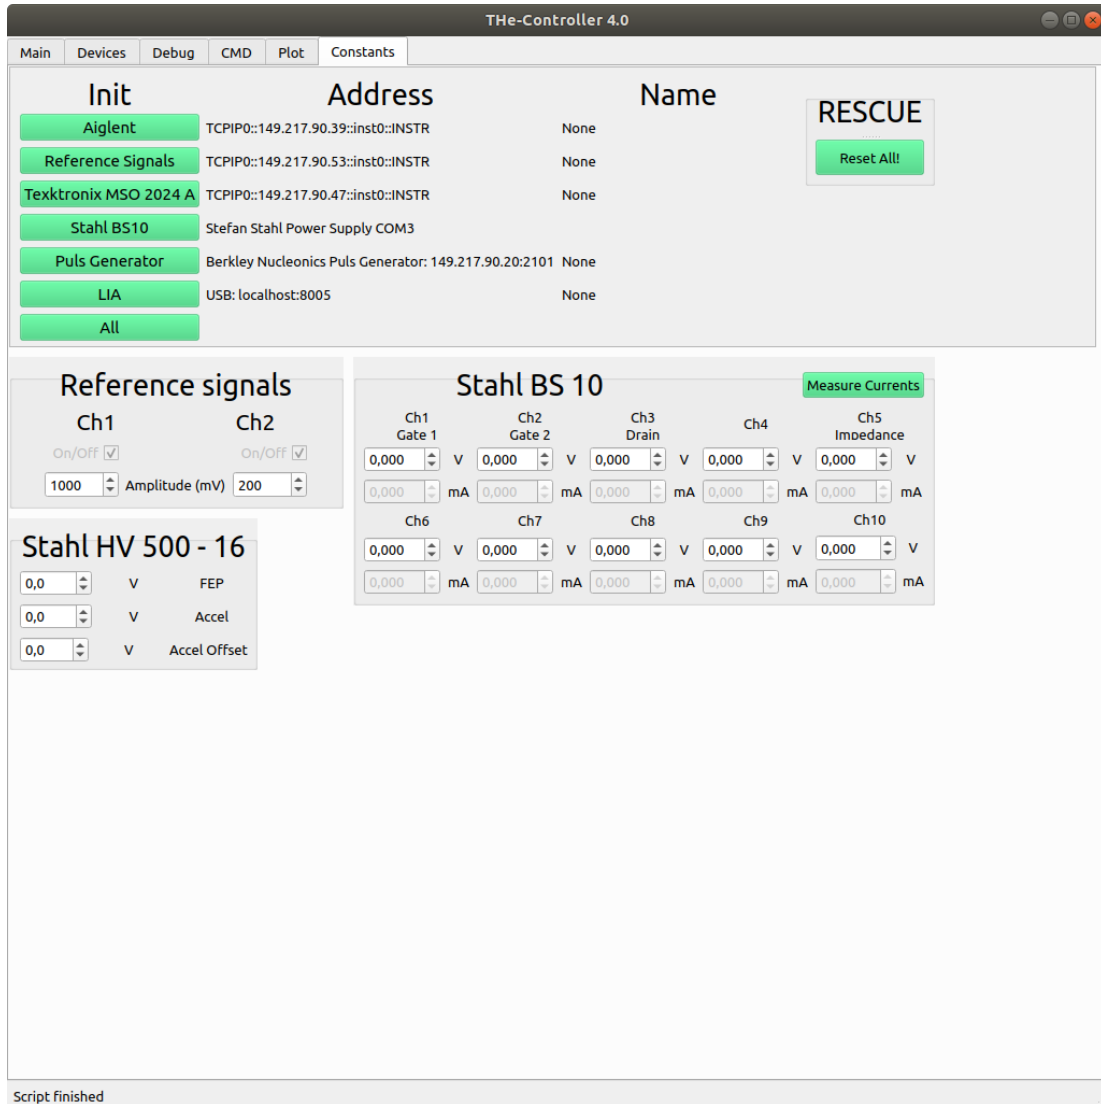 THe-Controller 4.0
Main Devices Debug CMD Plot Constants
Init Address Name
RESCUE
Aiglent TCPIP0::149.217.90.39::inst0::INSTR None
......
Reset All!
Reference Signals TCPIP0::149.217.90.53::inst0::INSTR None
Texktronix MSO 2024 A TCPIP0::149.217.90.47::inst0::INSTR None
Stahl BS10 Stefan Stahl Power Supply COM3
Puls Generator Berkley Nucleonics Puls Generator: 149.217.90.20:2101 None
LIA USB: localhost:8005 None
All
Reference signals
Ch1 Ch2
On/Off On/Off
1000 Amplitude (mV) 200
Stahl BS 10 Measure Currents
Ch1 Ch2 Ch3 Ch4 Ch5
Gate 1 Gate 2 Drain Impedance
0,000 V 0,000 V 0,000 V 0,000 V 0,000 V
0,000 mA 0,000 mA 0,000 mA 0,000 mA 0,000 mA
Ch6 Ch7 Ch8 Ch9 Ch10
0,000 V 0,000 V 0,000 V 0,000 V 0,000 V
0,000 mA 0,000 mA 0,000 mA 0,000 mA 0,000 mA
Stahl HV 500 - 16
0,0 V FEP
0,0 V Accel
0,0 V Accel Offset
Script finished